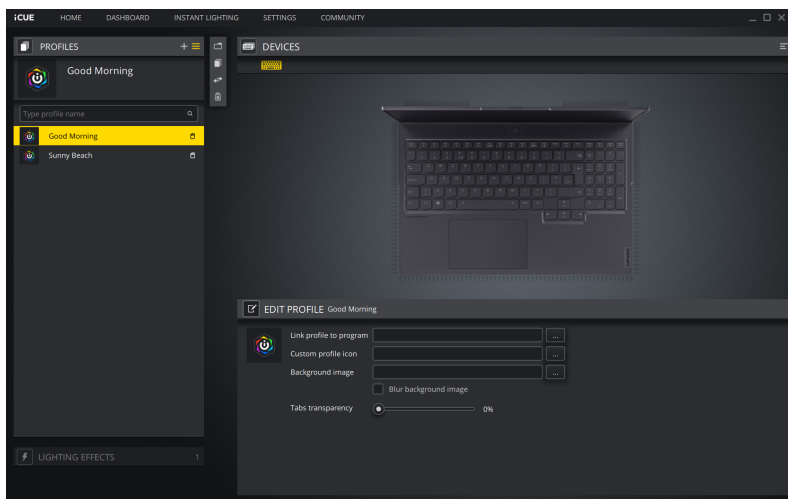 iCUE HOME DASHBOARD INSTANT LIGHTING SETTINGS COMMUNITY
PROFILES
Good Morning
Type profile name
Good Morning
Sunny Beach
LIGHTING EFFECTS 1
DEVICES
EDIT PROFILE Good Morning
Link profile to program ...
Custom profile icon ...
Background image ...
Blur background image
Tabs transparency 0%